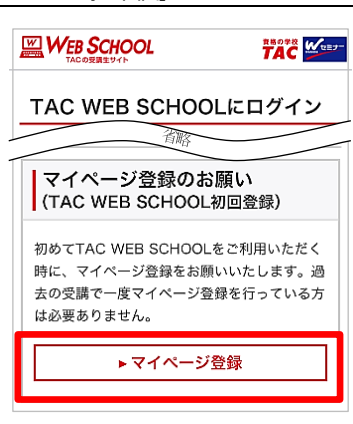 WEB SCHOOL
TACの受講生サイト
資格の学校
TAC
Wセミナー
TAC WEB SCHOOLにログイン
省略
マイページ登録のお願い
(TAC WEB SCHOOL初回登録)
初めてTAC WEB SCHOOLをご利用いただく
時に、マイページ登録をお願いいたします。過
去の受講で一度マイページ登録を行っている方
は必要ありません。
▶マイページ登録